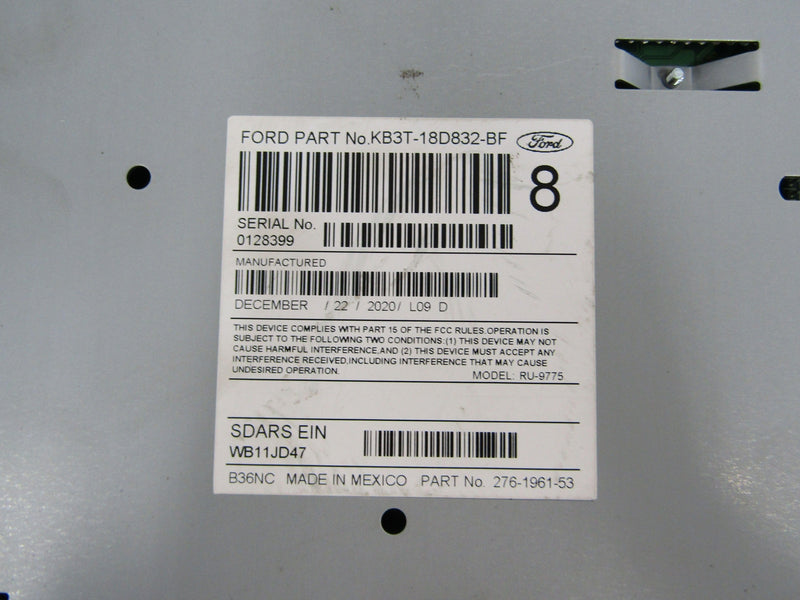 FORD PART No.KB3T-18D832-BF Ford
8
SERIAL No.
0128399
MANUFACTURED
DECEMBER / 22 / 2020/ L09 D
THIS DEVICE COMPLIES WITH PART 15 OF THE FCC RULES.OPERATION IS
SUBJECT TO THE FOLLOWING TWO CONDITIONS:(1) THIS DEVICE MAY NOT
CAUSE HARMFUL INTERFERENCE,AND (2) THIS DEVICE MUST ACCEPT ANY
INTERFERENCE RECEIVED,INCLUDING INTERFERENCE THAT MAY CAUSE
UNDESIRED OPERATION. MODEL: RU-9775
SDARS EIN
WB11JD47
B36NC MADE IN MEXICO PART No. 276-1961-53